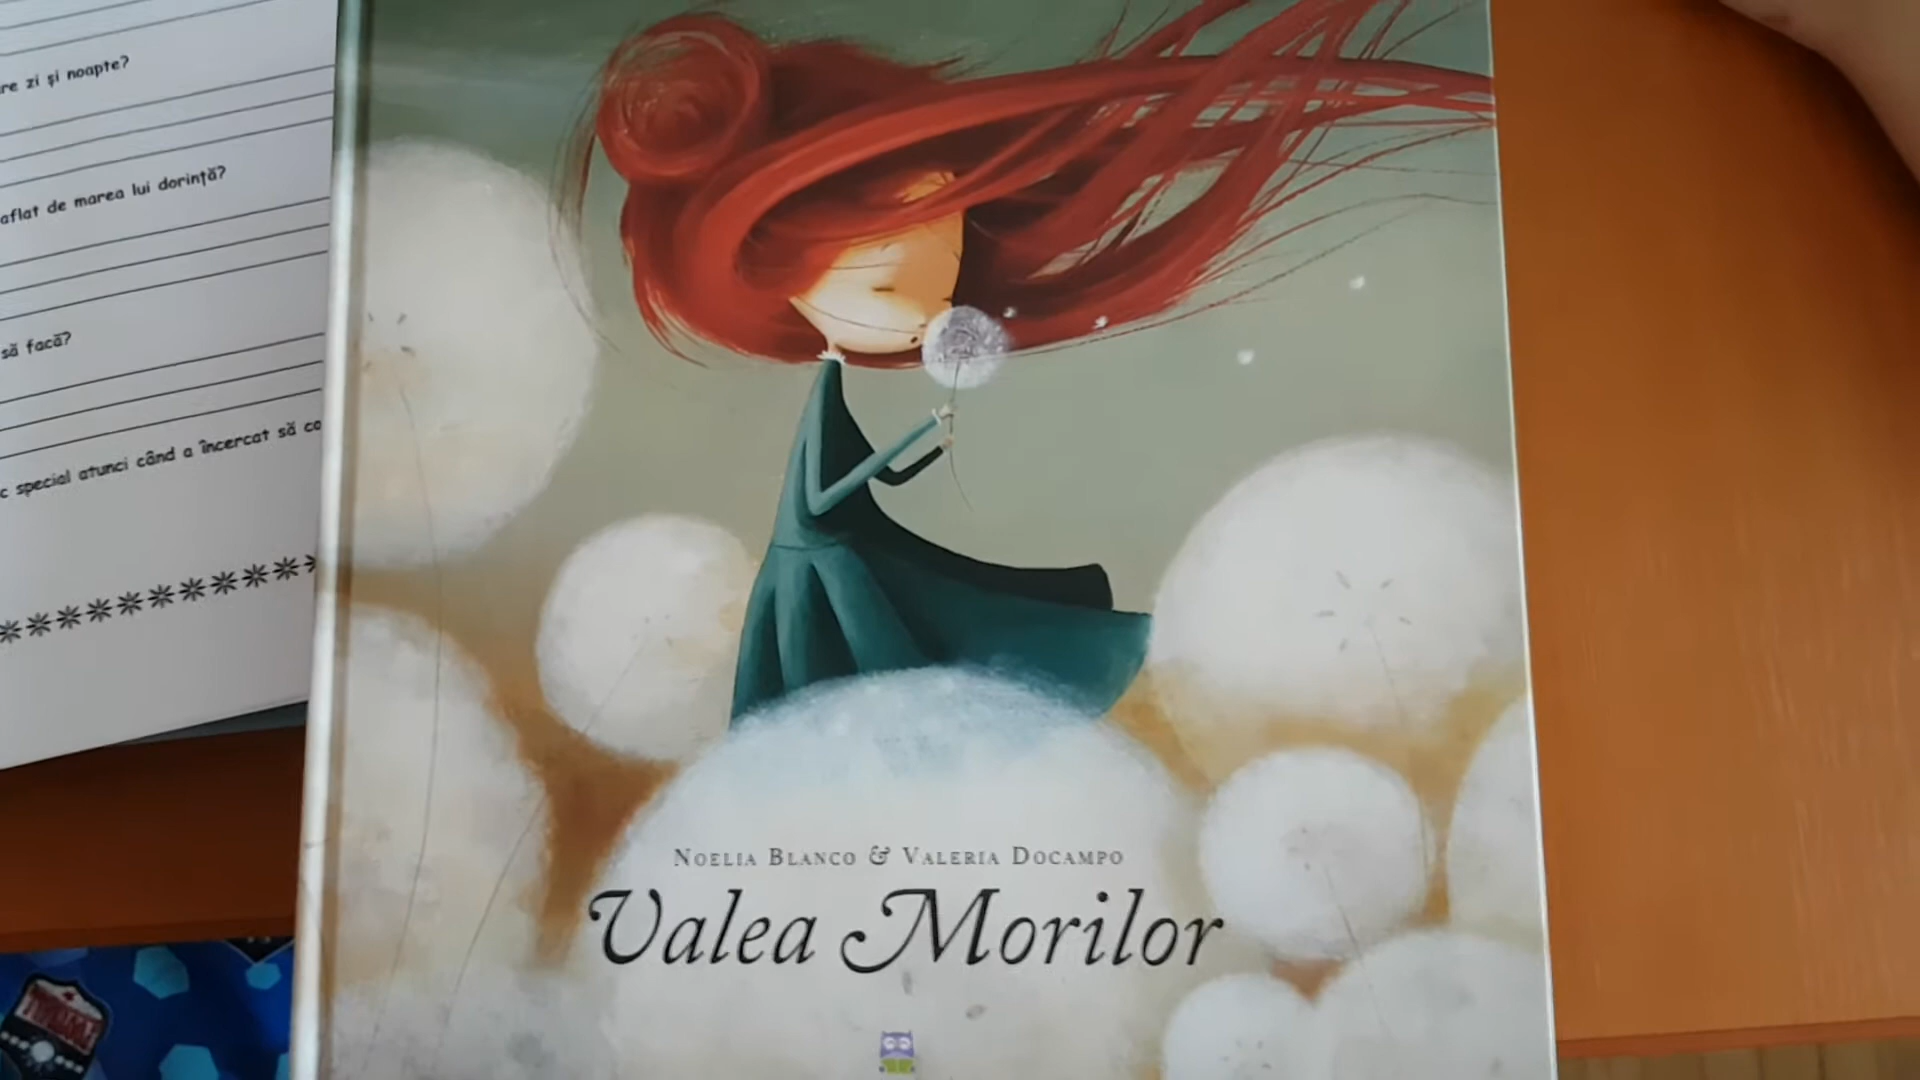 re zi și noapte?
aflat de marea lui dorință?
să facă?
c special atunci când a încercat să co
NOELIA BLANCO & VALERIA DOCAMPO
Valea Morilor